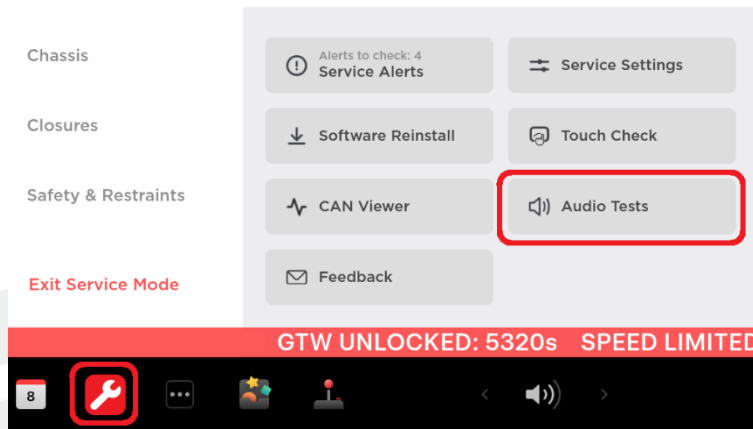 Chassis
Closures
Safety & Restraints
Exit Service Mode
Alerts to check: 4
Service Alerts
Service Settings
Software Reinstall
Touch Check
CAN Viewer
Audio Tests
Feedback
GTW UNLOCKED: 5320s SPEED LIMITED
8